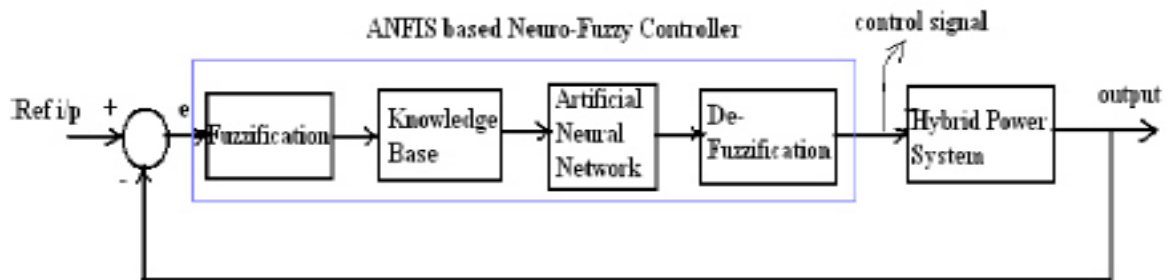 ANFIS based Neuro-Fuzzy Controller
control signal
Ref i/p
+
-
e
Fuzzification
Knowledge
Base
Artificial
Neural
Network
De-
Fuzzification
Hybrid Power
System
output